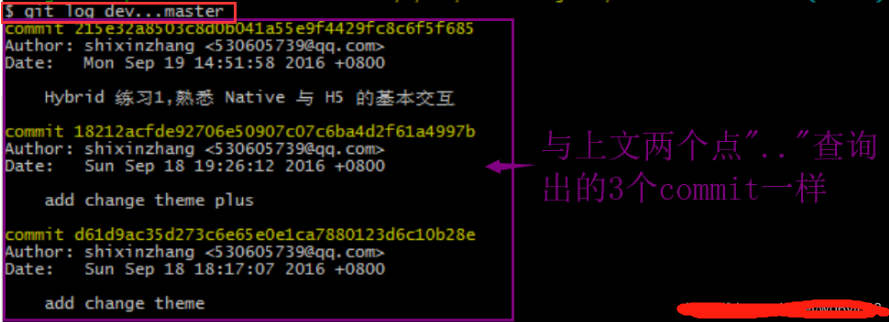 $ git log dev...master
commit 215e32a8503c8d0b041a55e9f4429fc8c6f5f685
Author: shixinzhang <530605739@qq.com>
Date:   Mon Sep 19 14:51:58 2016 +0800
Hybrid 练习1,熟悉 Native 与 H5 的基本交互
commit 18212acfde92706e50907c07c6ba4d2f61a4997b
Author: shixinzhang <530605739@qq.com>
Date:   Sun Sep 18 19:26:12 2016 +0800
add change theme plus
commit d61d9ac35d273c6e65e0e1ca7880123d6c10b28e
Author: shixinzhang <530605739@qq.com>
Date:   Sun Sep 18 18:17:07 2016 +0800
add change theme
与上文两个点".."查询
出的3个commit一样